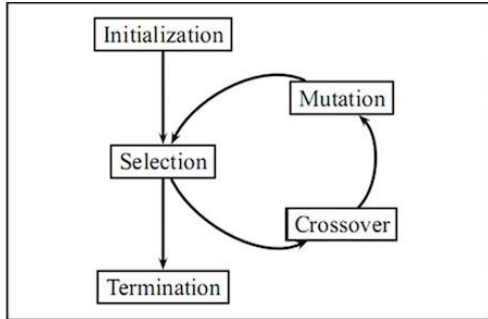 Initialization
Mutation
Selection
Crossover
Termination